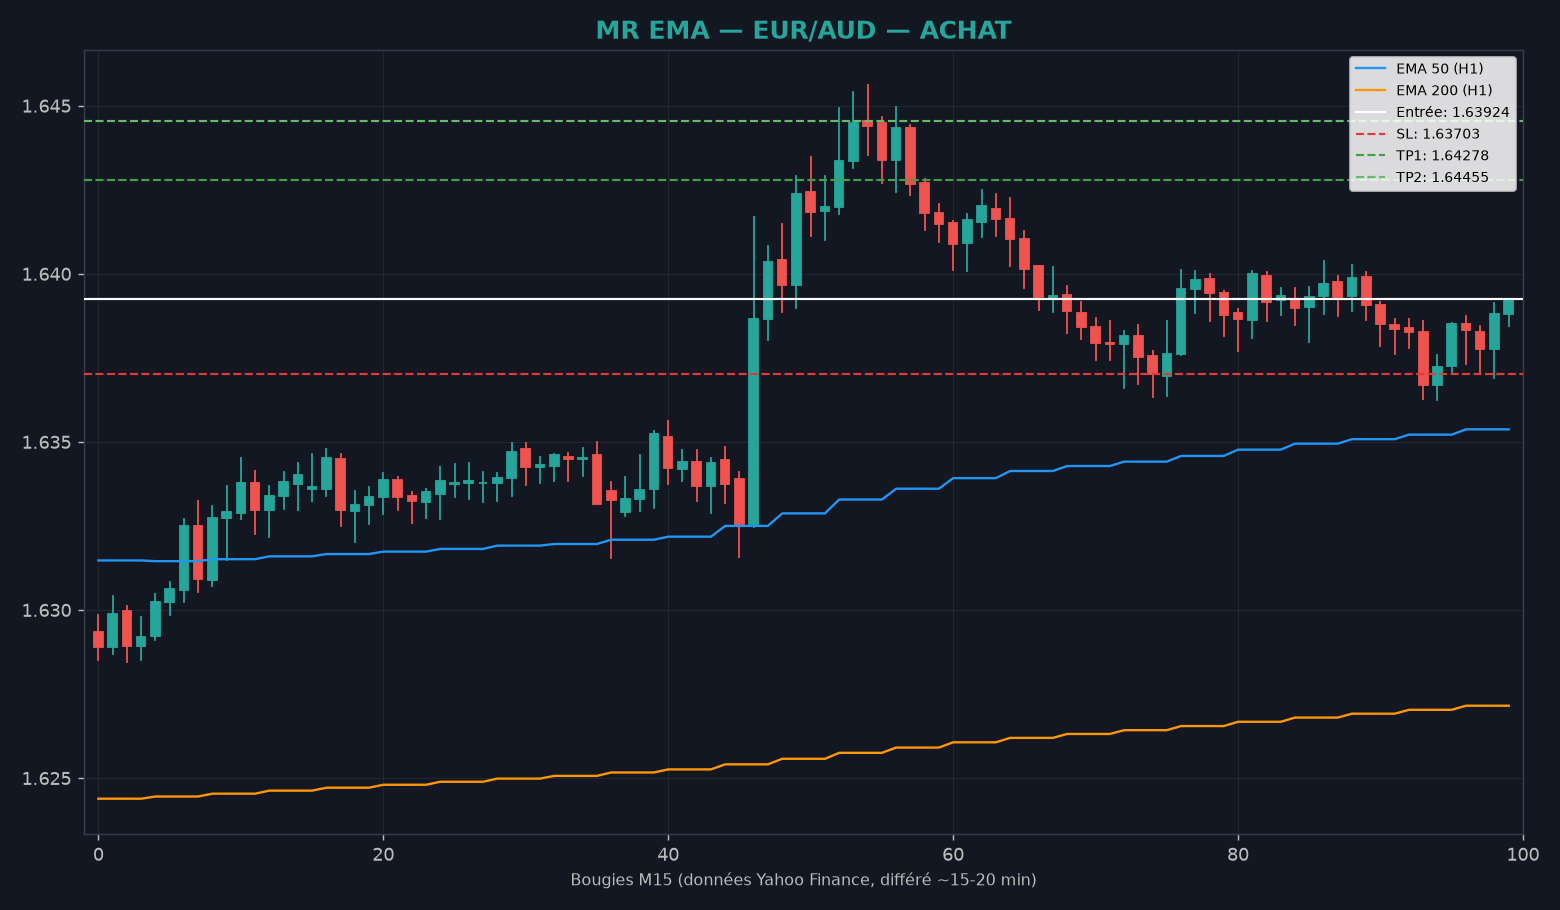 MR EMA — EUR/AUD — ACHAT
EMA 50 (H1)
EMA 200 (H1)
Entrée: 1.63924
SL: 1.63703
TP1: 1.64278
TP2: 1.64455
1.645
1.640
1.635
1.630
1.625
0
20
40
60
80
100
Bougies M15 (données Yahoo Finance, différé ~15-20 min)